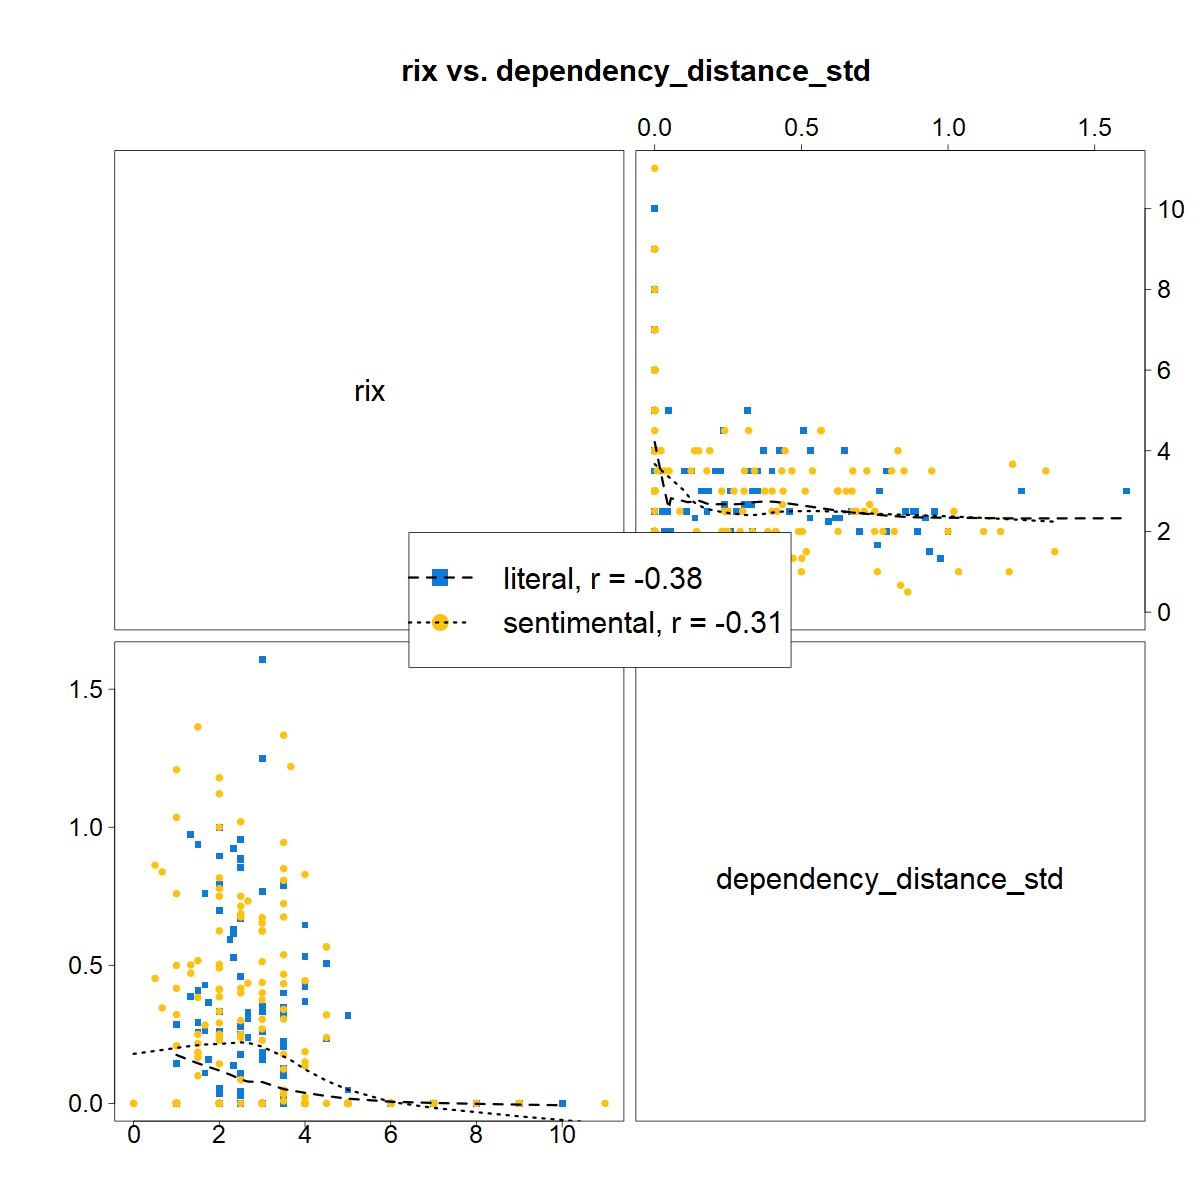 rix vs. dependency_distance_std
0.0 0.5 1.0 1.5
10
8
6
4
2
0
rix
literal, r = -0.38
sentimental, r = -0.31
1.5
1.0
0.5
0.0
dependency_distance_std
0 2 4 6 8 10